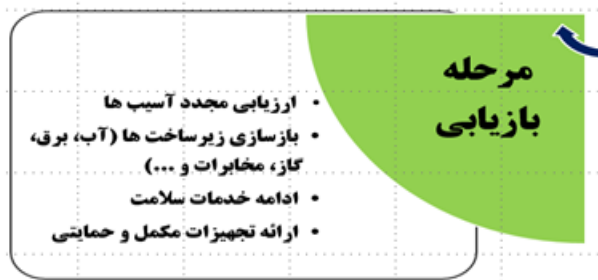 مرحله
بازیابی
• ارزیابی مجدد آسیب ها
• بازسازی زیرساخت ها (آب، برق،
گاز، مخابرات و ...)
• ادامه خدمات سلامت
• ارائه تجهیزات مکمل و حمایتی